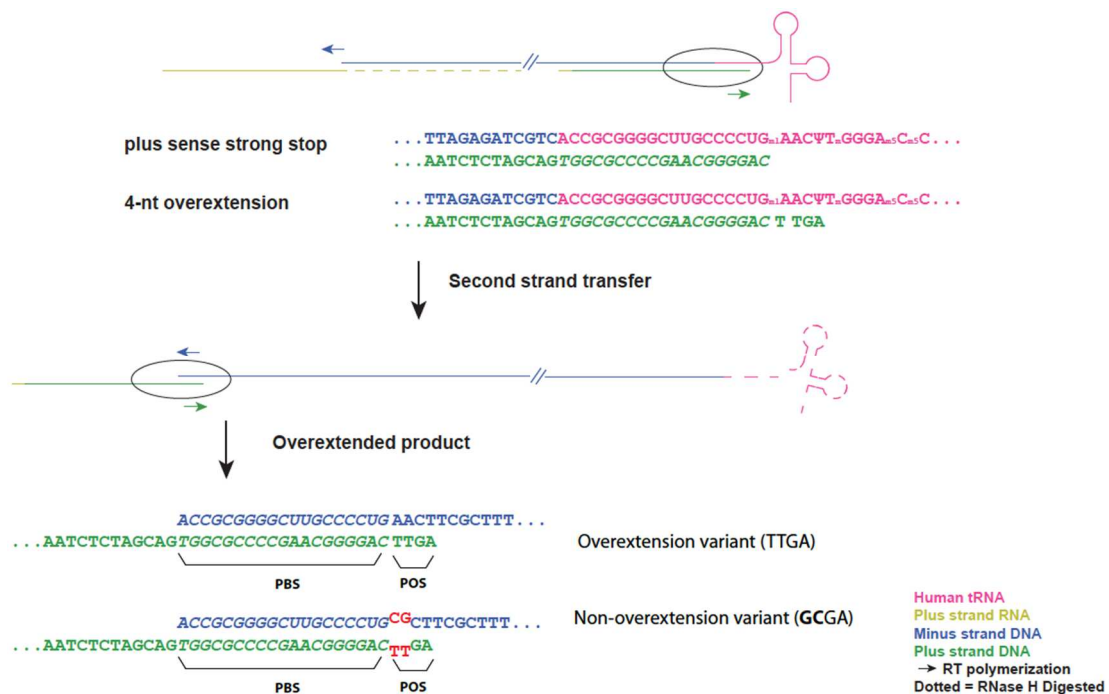 plus sense strong stop
...TTAGAGATCGTCACCGCGGGGCUUGCCCCUGm1AACΨTmGGGAm5Cm5C...
...AATCTCTAGCAGTGGCGCCCCGAACGGGGAC
4-nt overextension
...TTAGAGATCGTCACCGCGGGGCUUGCCCCUGm1AACΨTmGGGAm5Cm5C...
...AATCTCTAGCAGTGGCGCCCCGAACGGGGAC T TGA
Second strand transfer
Overextended product
ACCGCGGGGCUUGCCCCUG AACTTCGCTTT...
...AATCTCTAGCAGTGGCGCCCCGAACGGGGAC TTGA
Overextension variant (TTGA)
PBS
POS
ACCGCGGGGCUUGCCCCUGCGCTTCGCTTT...
...AATCTCTAGCAGTGGCGCCCCGAACGGGGACTTGA
Non-overextension variant (GCGA)
PBS
POS
Human tRNA
Plus strand RNA
Minus strand DNA
Plus strand DNA
→ RT polymerization
Dotted = RNase H Digested